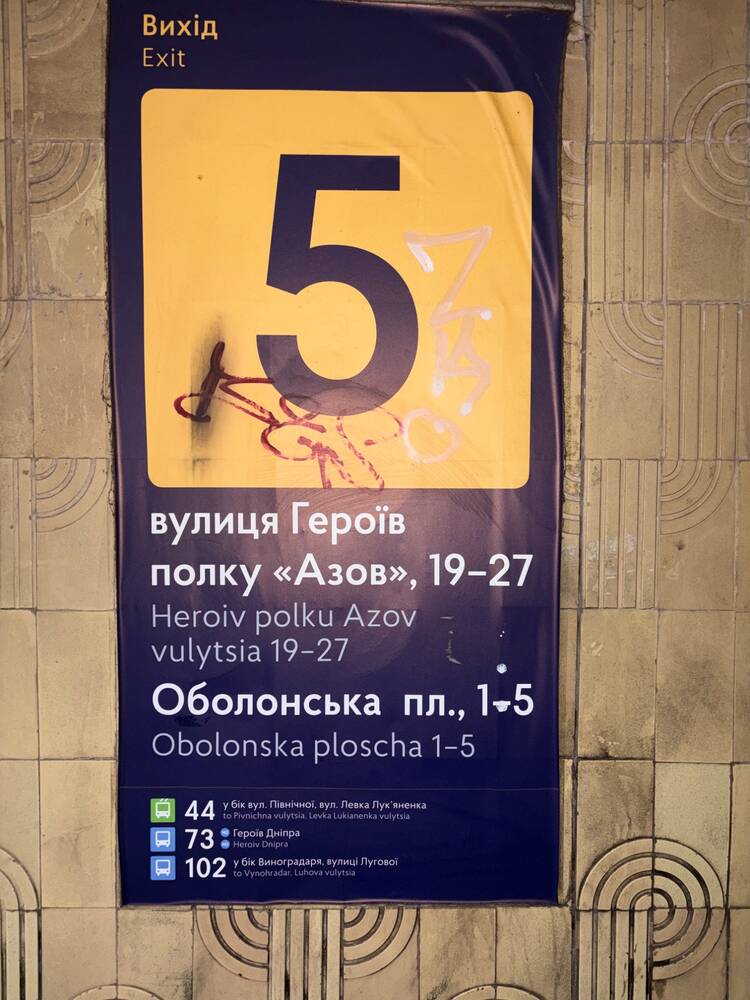 Вихід
Exit
5
вулиця Героїв
полку «Азов», 19–27
Heroiv polku Azov
vulytsia 19–27
Оболонська пл., 1–5
Obolonska ploscha 1–5
44 у бік вул. Північної, вул. Левка Лук'яненка
to Pivnichna vulytsia, Levka Lukianenka vulytsia
73 Героїв Дніпра
Heroiv Dnipra
102 у бік Виноградаря, вулиці Лугової
to Vynohradar, Luhova vulytsia